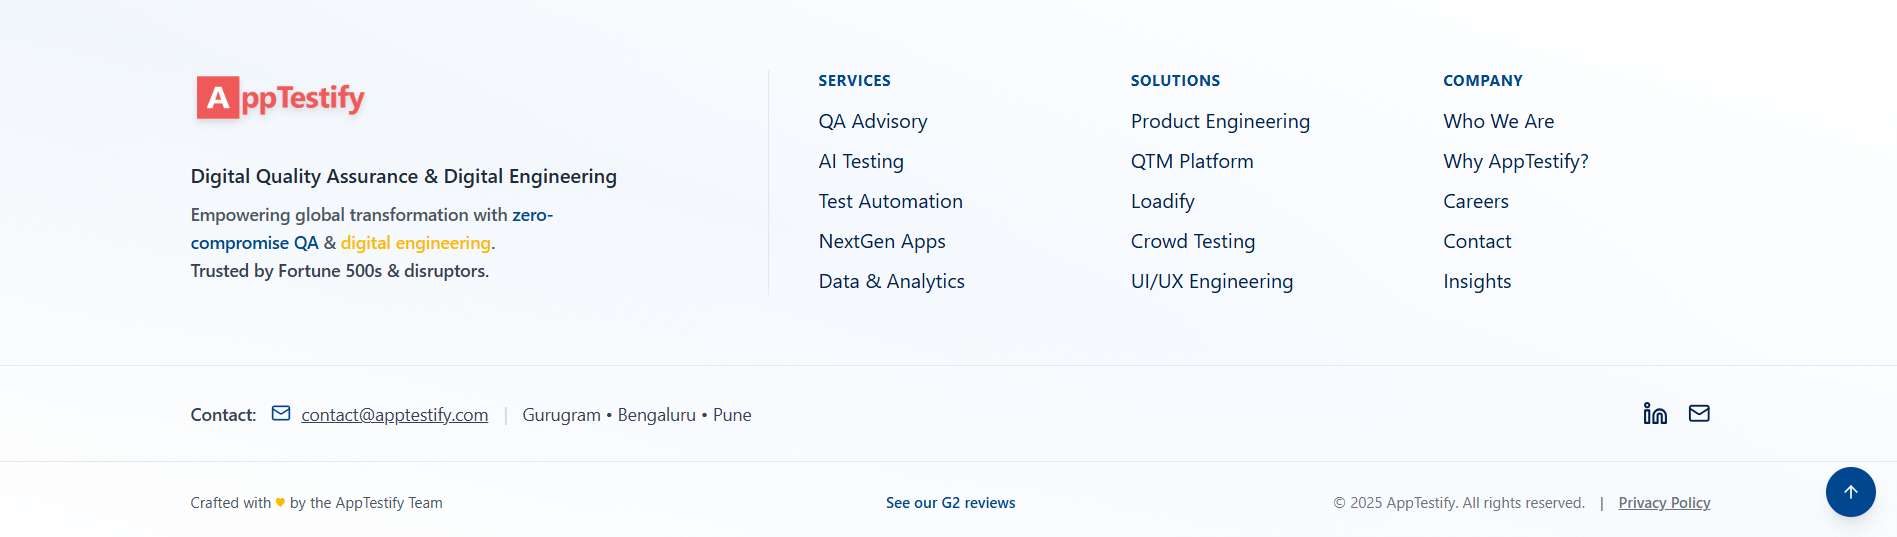 AppTestify
Digital Quality Assurance & Digital Engineering
Empowering global transformation with zero-
compromise QA & digital engineering.
Trusted by Fortune 500s & disruptors.
SERVICES
QA Advisory
AI Testing
Test Automation
NextGen Apps
Data & Analytics
SOLUTIONS
Product Engineering
QTM Platform
Loadify
Crowd Testing
UI/UX Engineering
COMPANY
Who We Are
Why AppTestify?
Careers
Contact
Insights
Contact: contact@apptestify.com | Gurugram • Bengaluru • Pune
Crafted with 💛 by the AppTestify Team
See our G2 reviews
© 2025 AppTestify. All rights reserved. | Privacy Policy